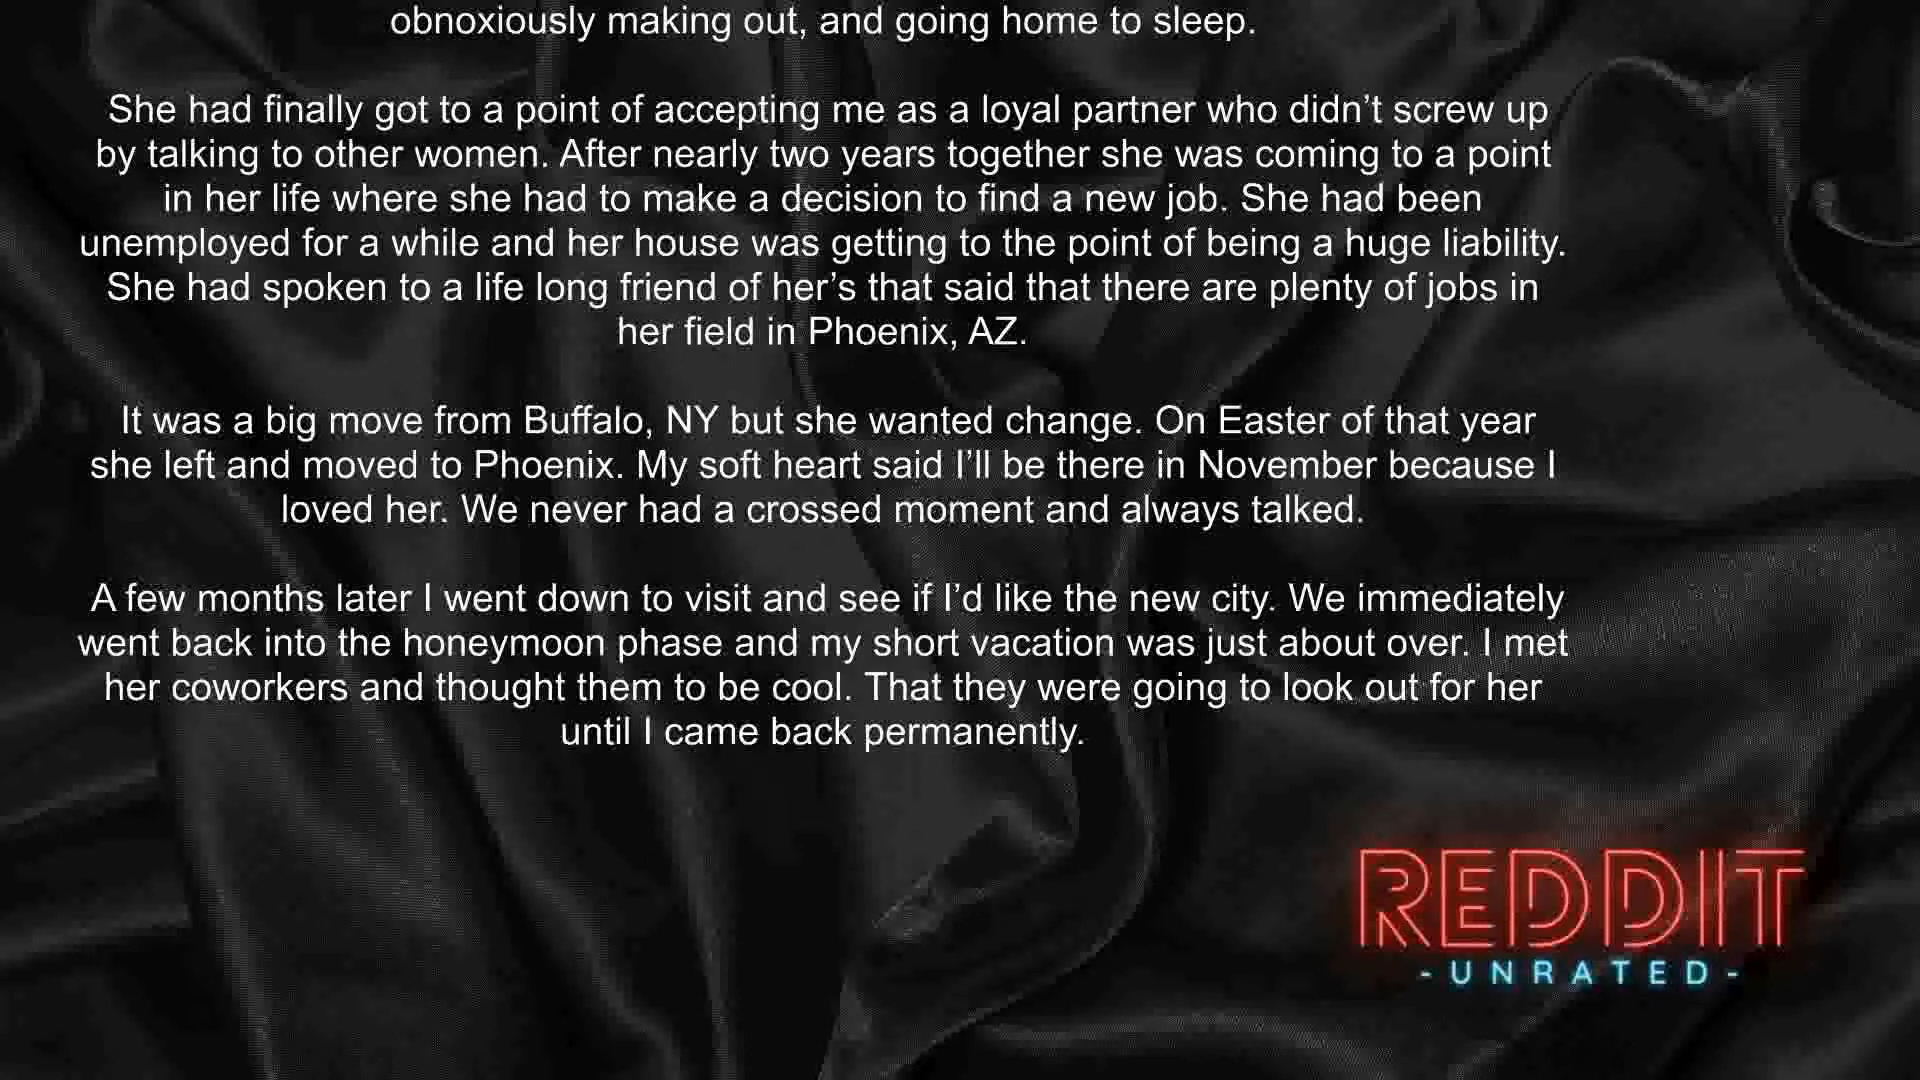 obnoxiously making out, and going home to sleep.
She had finally got to a point of accepting me as a loyal partner who didn’t screw up
by talking to other women. After nearly two years together she was coming to a point
in her life where she had to make a decision to find a new job. She had been
unemployed for a while and her house was getting to the point of being a huge liability.
She had spoken to a life long friend of her’s that said that there are plenty of jobs in
her field in Phoenix, AZ.
It was a big move from Buffalo, NY but she wanted change. On Easter of that year
she left and moved to Phoenix. My soft heart said I’ll be there in November because I
loved her. We never had a crossed moment and always talked.
A few months later I went down to visit and see if I’d like the new city. We immediately
went back into the honeymoon phase and my short vacation was just about over. I met
her coworkers and thought them to be cool. That they were going to look out for her
until I came back permanently.
REDDIT
- UNRATED -